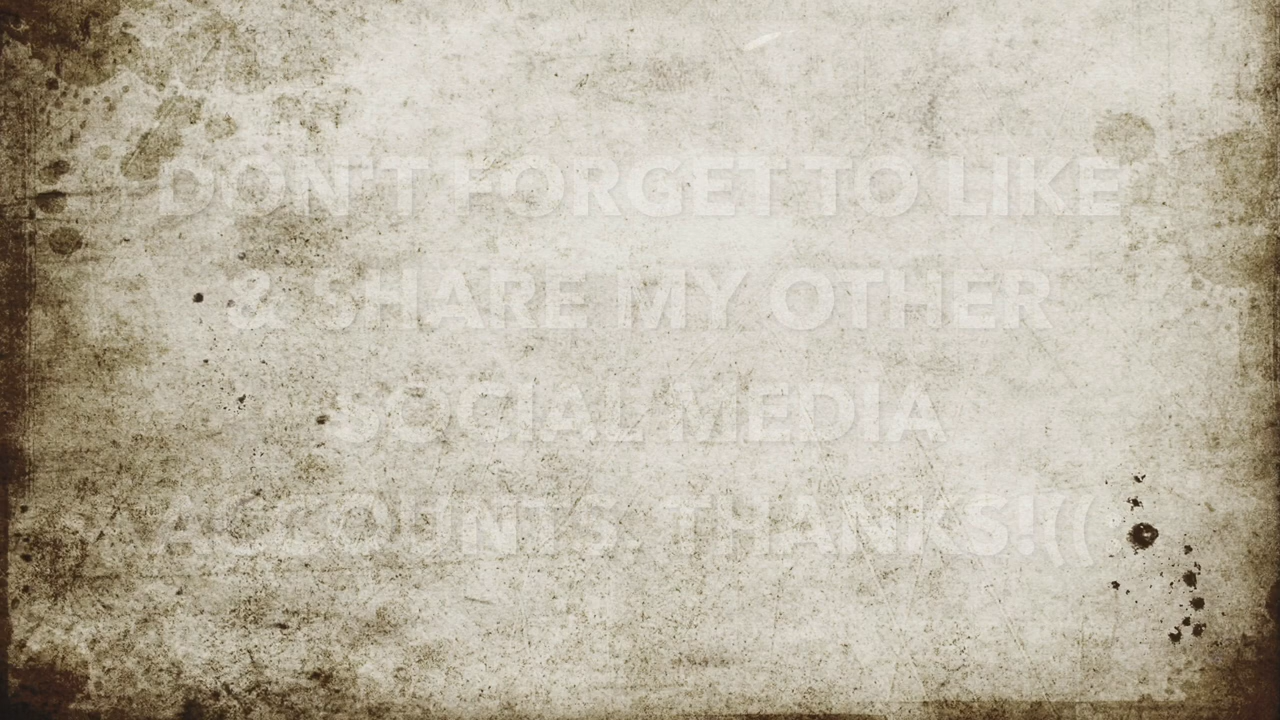 DON'T FORGET TO LIKE
& SHARE MY OTHER
SOCIAL MEDIA
ACCOUNTS. THANKS!((